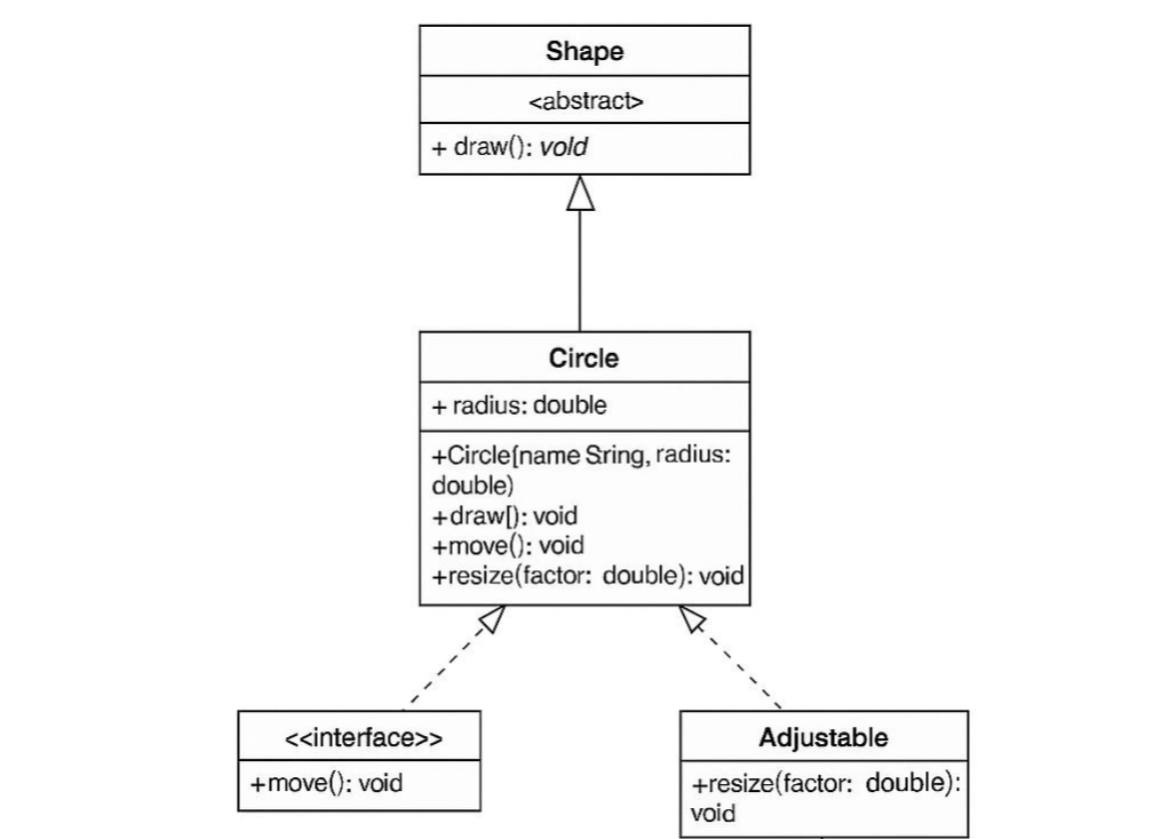 Shape
<abstract>
+ draw(): vold
Circle
+ radius: double
+Circle[name Sring, radius:
double)
+draw[): void
+move(): void
+resize(factor: double): void
<<interface>>
+move(): void
Adjustable
+resize(factor: double):
void